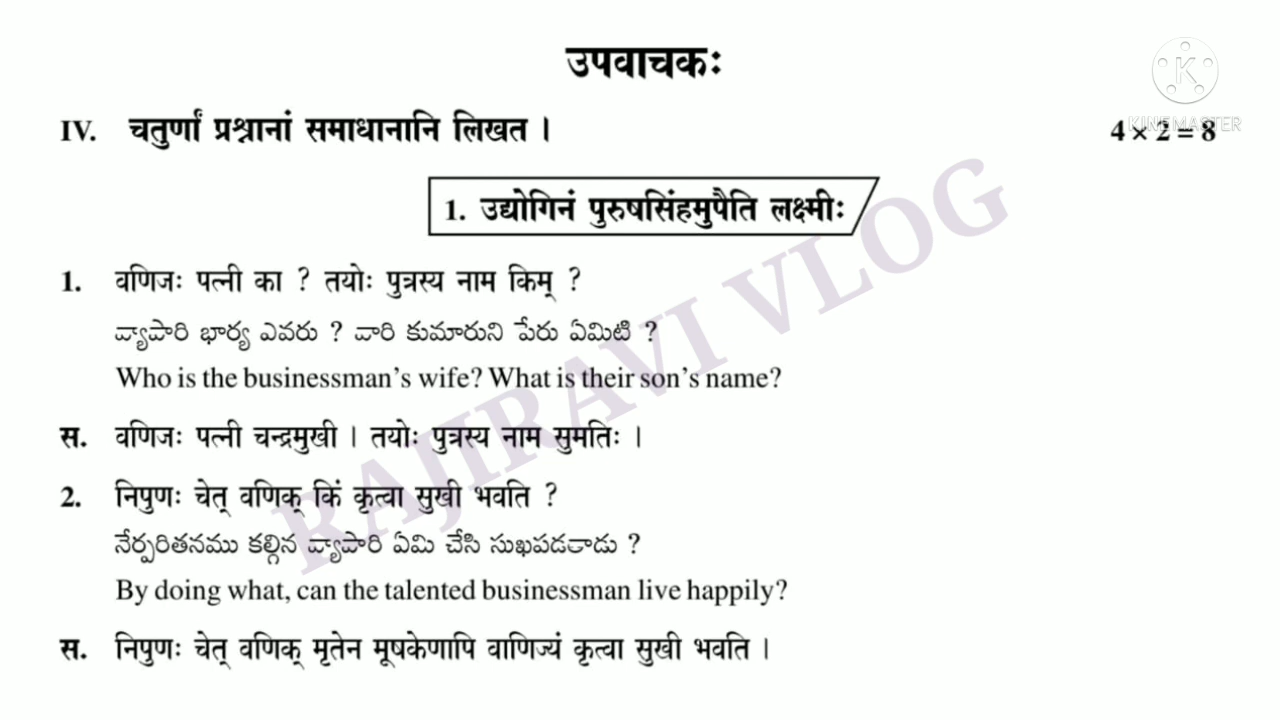 उपवाचकः
IV. चतुर्णां प्रश्नानां समाधानानि लिखत । 4 × 2 = 8
KINEMASTER
1. उद्योगिनं पुरुषसिंहमुपैति लक्ष्मीः
1. वणिजः पत्नी का ? तयोः पुत्रस्य नाम किम् ?
వ్యాపారి భార్య ఎవరు ? వారి కుమారుని పేరు ఏమిటి ?
Who is the businessman's wife? What is their son's name?
स. वणिजः पत्नी चन्द्रमुखी । तयोः पुत्रस्य नाम सुमतिः ।
2. निपुणः चेत् वणिक् किं कृत्वा सुखी भवति ?
నేర్పరితనము కల్గిన వ్యాపారి ఏమి చేసి సుఖపడతాడు ?
By doing what, can the talented businessman live happily?
स. निपुणः चेत् वणिक् मृतेन मूषकेणापि वाणिज्यं कृत्वा सुखी भवति ।
RAJIRAVI VLOG